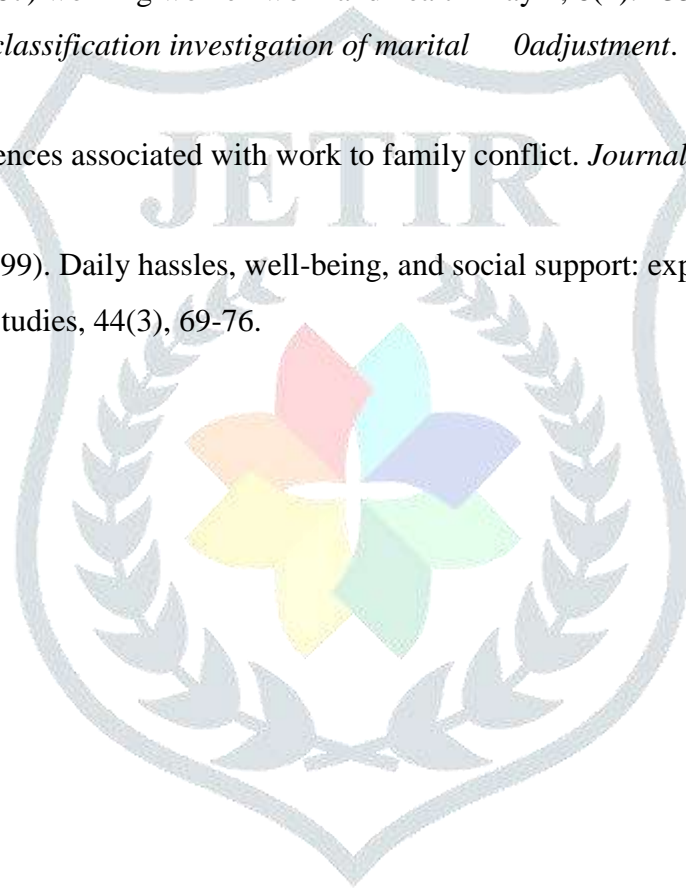 classification investigation of marital 0adjustment.
ences associated with work to family conflict. Journal
JETIR
99). Daily hassles, well-being, and social support: exp
tudies, 44(3), 69-76.